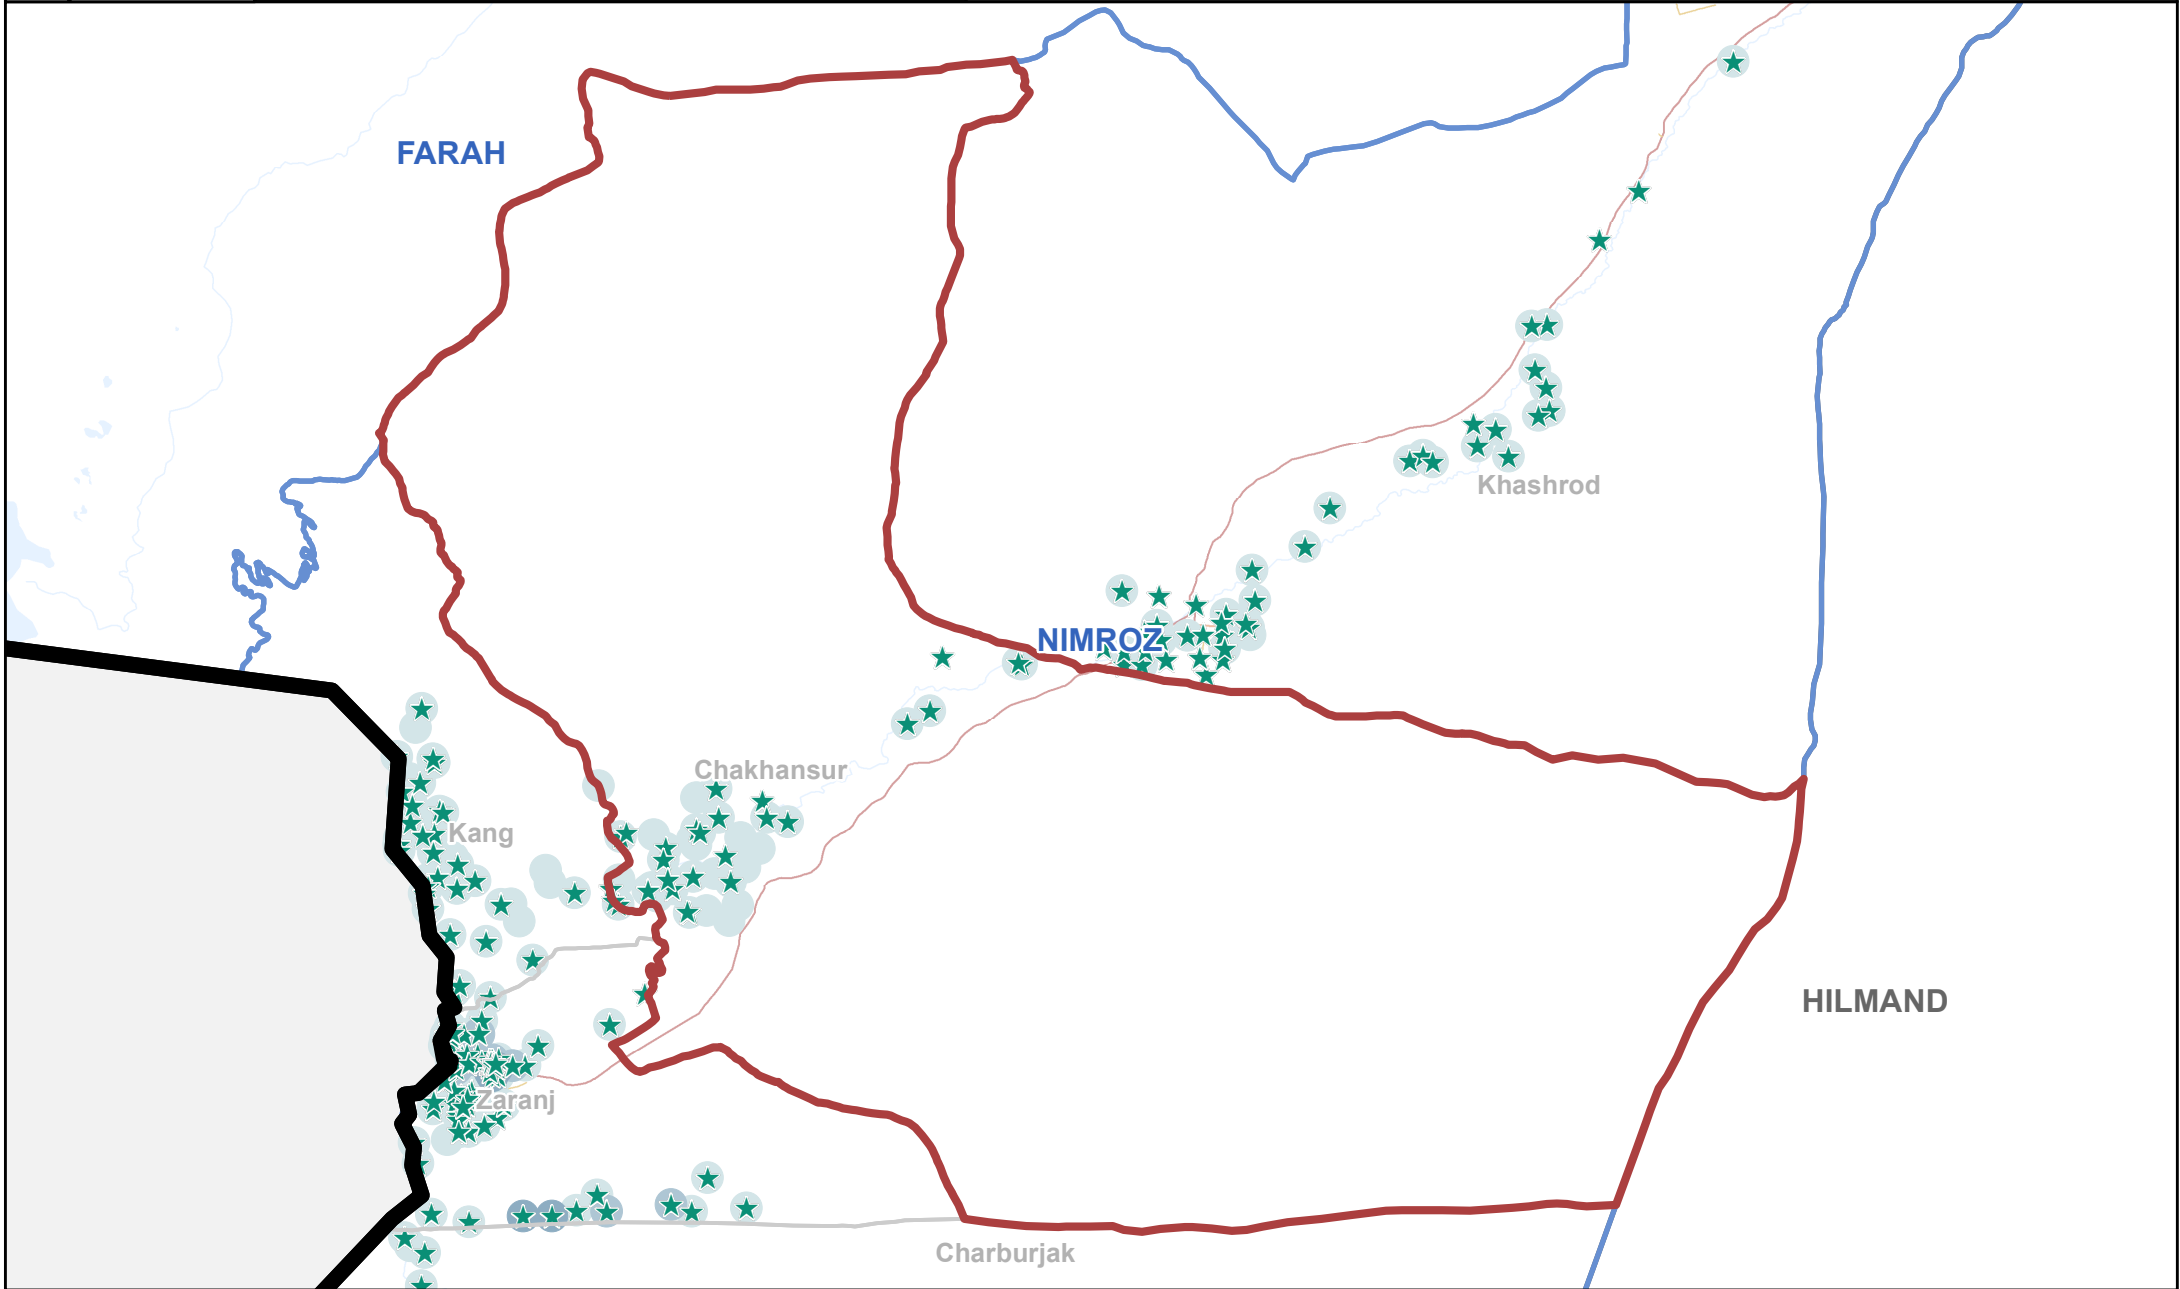 FARAH
Khashrod
NIMROZ
Chakhansur
Kang
HILMAND
Zaranj
Charburjak